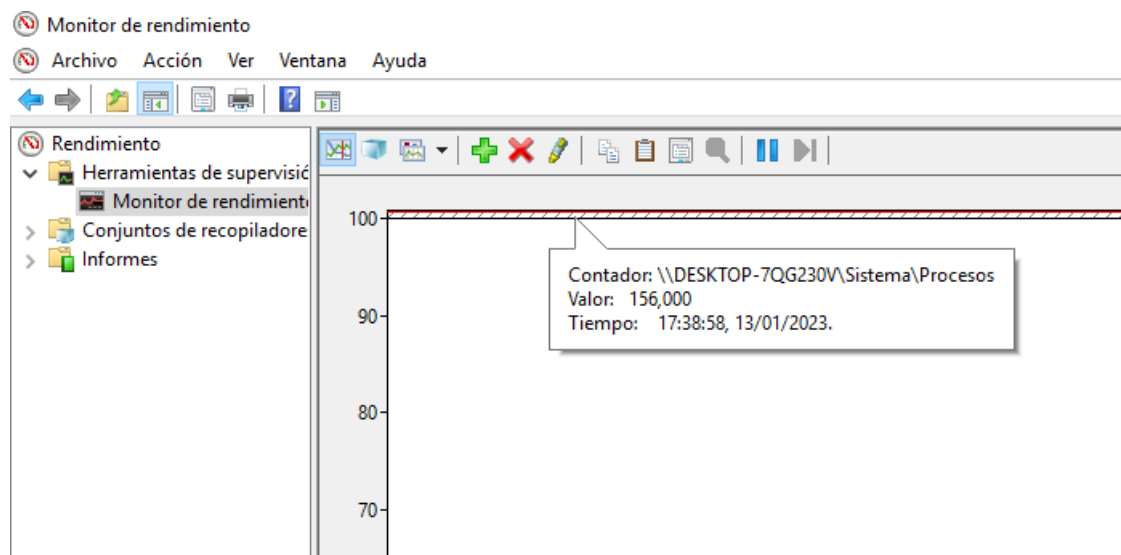 Monitor de rendimiento
Archivo Acción Ver Ventana Ayuda
Rendimiento
Herramientas de supervisió
Monitor de rendimient
Conjuntos de recopiladore
Informes
100
90
80
70
Contador: \\DESKTOP-7QG230V\Sistema\Procesos
Valor: 156,000
Tiempo: 17:38:58, 13/01/2023.